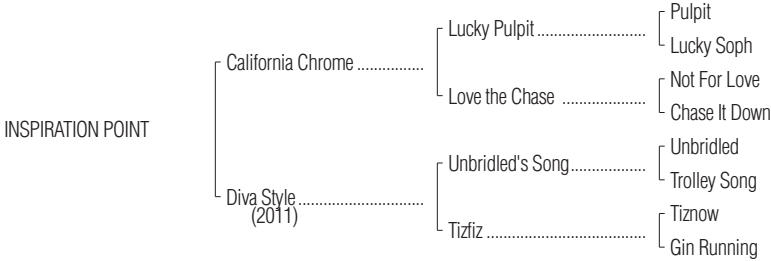 Pulpit
Lucky Pulpit ..........................
Lucky Soph
California Chrome ................
Not For Love
Love the Chase ....................
Chase It Down
INSPIRATION POINT
Unbridled
Unbridled's Song..................
Trolley Song
Diva Style ..............................
(2011)
Tiznow
Tizfiz ......................................
Gin Running